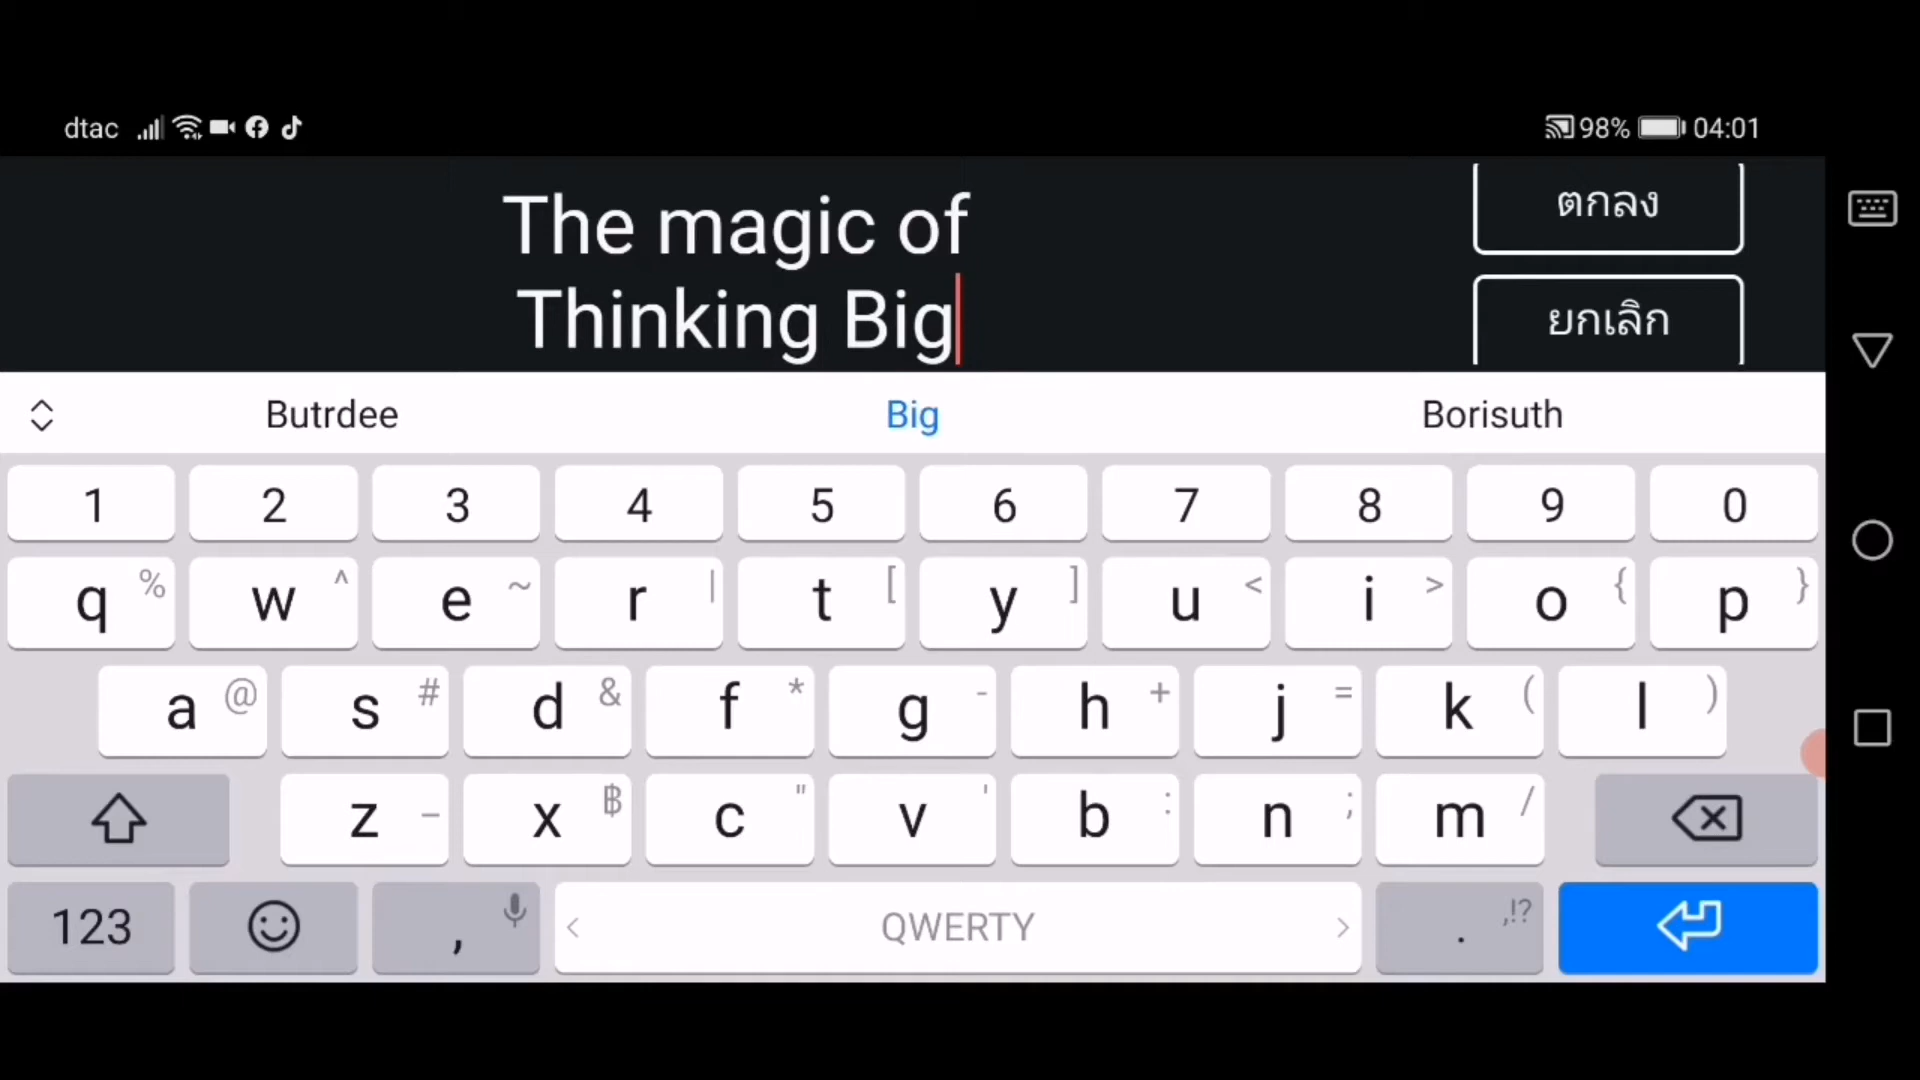 dtac 98% 04:01
The magic of
Thinking Big
ตกลง
ยกเลิก
Butrdee Big Borisuth
1 2 3 4 5 6 7 8 9 0
q % w ^ e ~ r | t [ y ] u < i > o { p }
a @ s # d & f * g - h + j = k ( l )
z _ x ฿ c " v ' b : n ; m /
123 , QWERTY . ,!?